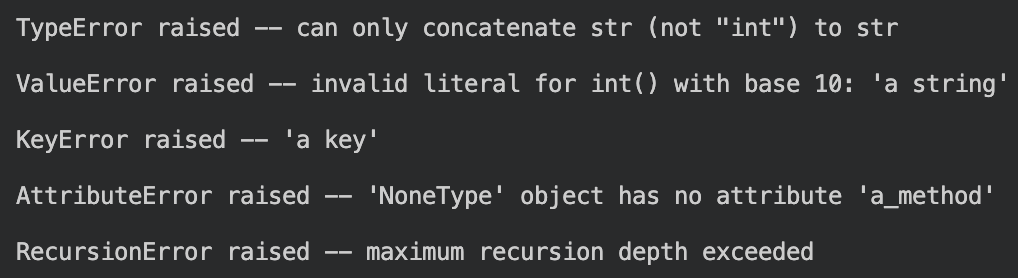 TypeError raised -- can only concatenate str (not "int") to str
ValueError raised -- invalid literal for int() with base 10: 'a string'
KeyError raised -- 'a key'
AttributeError raised -- 'NoneType' object has no attribute 'a_method'
RecursionError raised -- maximum recursion depth exceeded